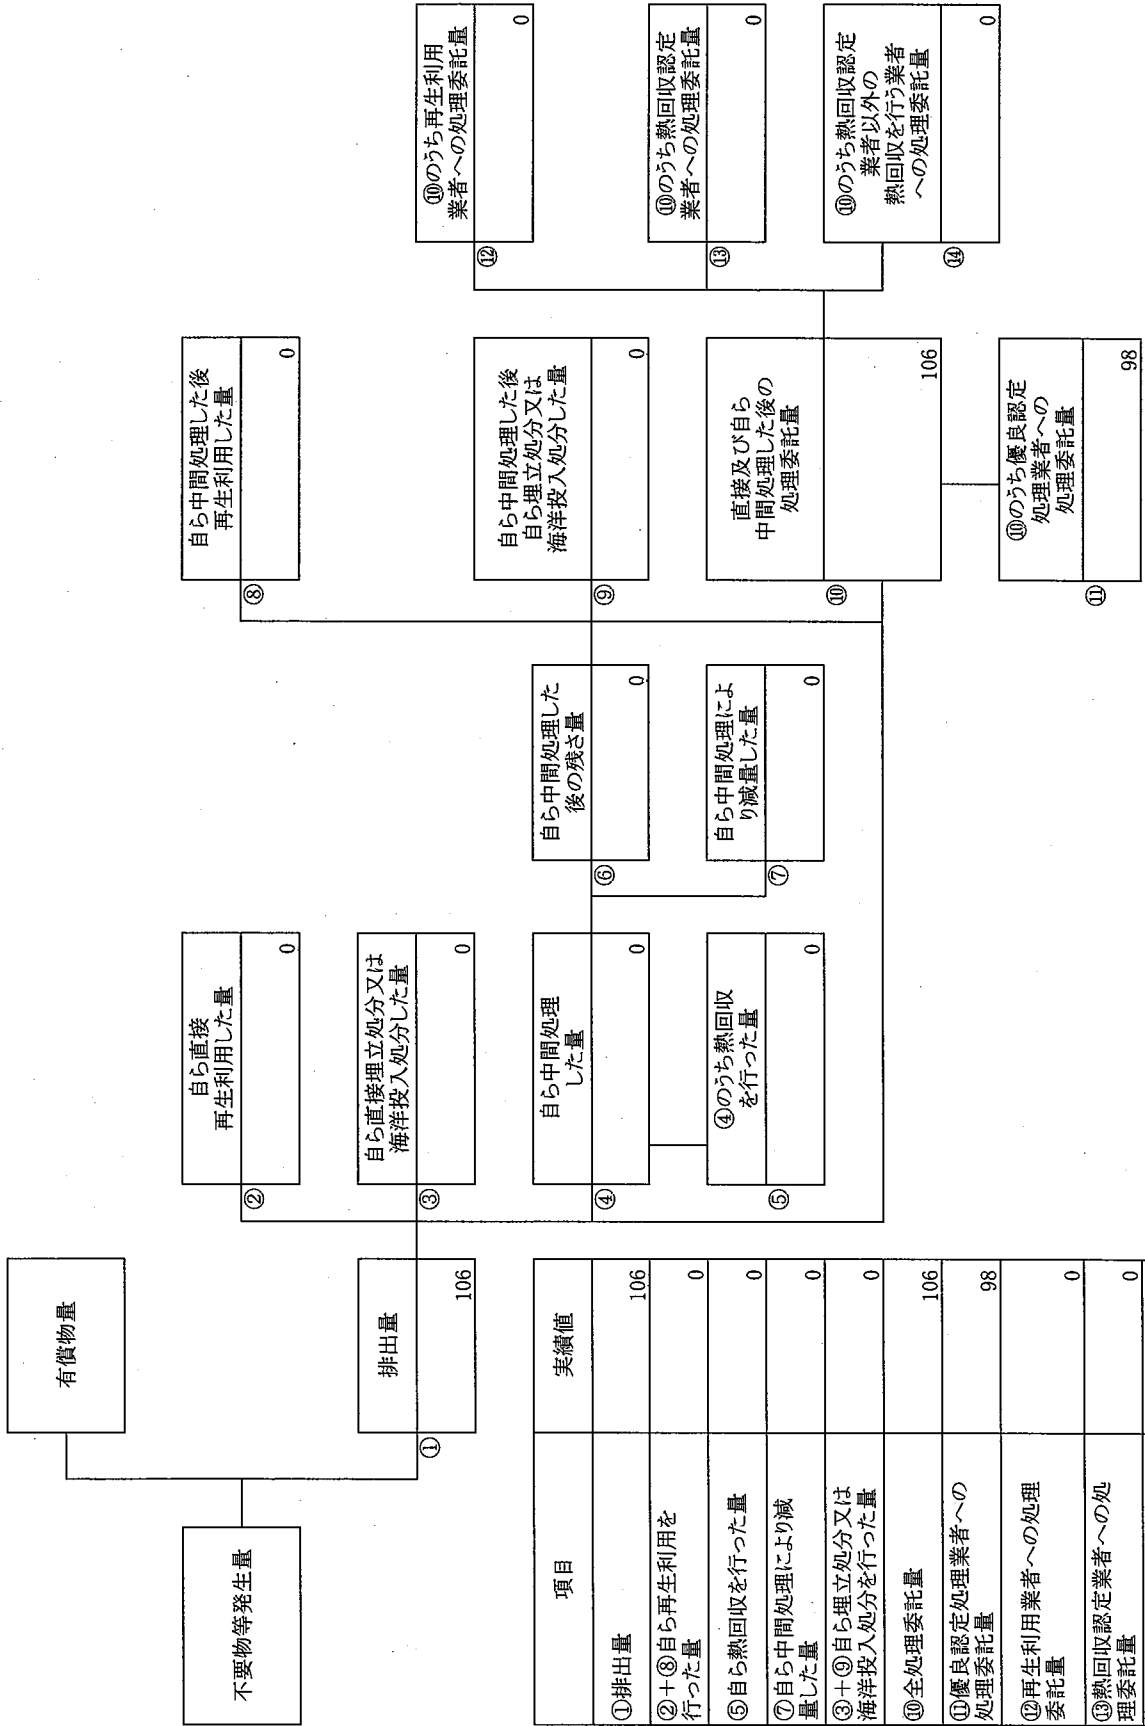 不要物等発生量
有償物量
①
排出量
106
②
自ら直接
再生利用した量
0
③
自ら直接埋立処分又は
海洋投入処分した量
0
④
自ら中間処理
した量
0
⑤
④のうち熱回収
を行った量
0
⑥
自ら中間処理した
後の残さ量
0
⑦
自ら中間処理によ
り減量した量
0
⑧
自ら中間処理した後
再生利用した量
0
⑨
自ら中間処理した後
自ら埋立処分又は
海洋投入処分した量
0
⑩
直接及び自ら
中間処理した後の
処理委託量
106
⑪
⑩のうち優良認定
処理業者への
処理委託量
98
⑫
⑩のうち再生利用
業者への処理委託量
0
⑬
⑩のうち熱回収認定
業者への処理委託量
0
⑭
⑩のうち熱回収認定
業者以外の
熱回収を行う業者
への処理委託量
0
項目 実績値
①排出量 106
②+⑧自ら再生利用を
行った量 0
⑤自ら熱回収を行った量 0
⑦自ら中間処理により減
量した量 0
③+⑨自ら埋立処分又は
海洋投入処分を行った量 0
⑩全処理委託量 106
⑪優良認定処理業者への
処理委託量 98
⑫再生利用業者への処理
委託量 0
⑬熱回収認定業者への処
理委託量 0